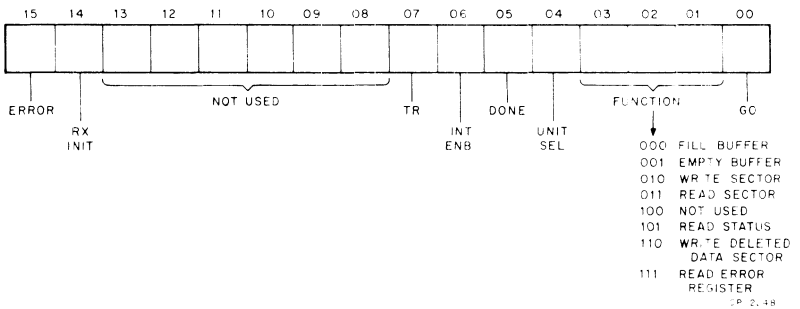 15 14 13 12 11 10 09 08 07 06 05 04 03 02 01 00
ERROR
RX
INIT
NOT USED
TR
INT
ENB
DONE
UNIT
SEL
FUNCTION
GO
000 FILL BUFFER
001 EMPTY BUFFER
010 WRITE SECTOR
011 READ SECTOR
100 NOT USED
101 READ STATUS
110 WRITE DELETED
DATA SECTOR
111 READ ERROR
REGISTER